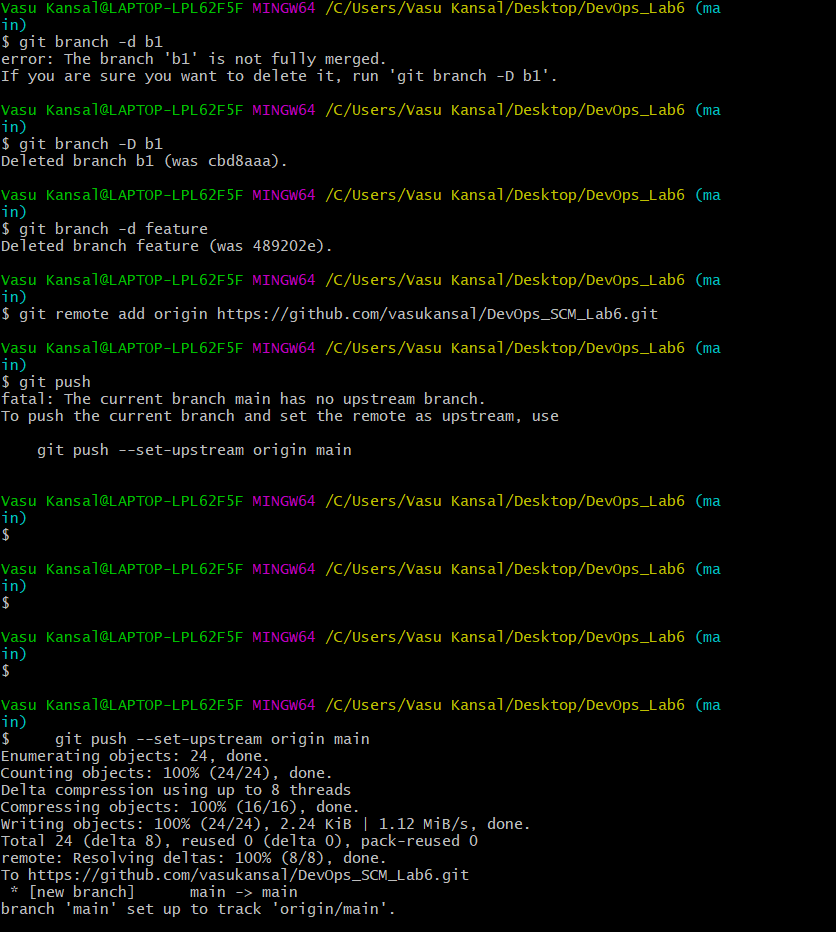 Vasu Kansal@LAPTOP-LPL62F5F MINGW64 /C/Users/Vasu Kansal/Desktop/DevOps_Lab6 (ma
in)
$ git branch -d b1
error: The branch 'b1' is not fully merged.
If you are sure you want to delete it, run 'git branch -D b1'.
Vasu Kansal@LAPTOP-LPL62F5F MINGW64 /C/Users/Vasu Kansal/Desktop/DevOps_Lab6 (ma
in)
$ git branch -D b1
Deleted branch b1 (was cbd8aaa).
Vasu Kansal@LAPTOP-LPL62F5F MINGW64 /C/Users/Vasu Kansal/Desktop/DevOps_Lab6 (ma
in)
$ git branch -d feature
Deleted branch feature (was 489202e).
Vasu Kansal@LAPTOP-LPL62F5F MINGW64 /C/Users/Vasu Kansal/Desktop/DevOps_Lab6 (ma
in)
$ git remote add origin https://github.com/vasukansal/DevOps_SCM_Lab6.git
Vasu Kansal@LAPTOP-LPL62F5F MINGW64 /C/Users/Vasu Kansal/Desktop/DevOps_Lab6 (ma
in)
$ git push
fatal: The current branch main has no upstream branch.
To push the current branch and set the remote as upstream, use
git push --set-upstream origin main
Vasu Kansal@LAPTOP-LPL62F5F MINGW64 /C/Users/Vasu Kansal/Desktop/DevOps_Lab6 (ma
in)
$
Vasu Kansal@LAPTOP-LPL62F5F MINGW64 /C/Users/Vasu Kansal/Desktop/DevOps_Lab6 (ma
in)
$
Vasu Kansal@LAPTOP-LPL62F5F MINGW64 /C/Users/Vasu Kansal/Desktop/DevOps_Lab6 (ma
in)
$
Vasu Kansal@LAPTOP-LPL62F5F MINGW64 /C/Users/Vasu Kansal/Desktop/DevOps_Lab6 (ma
in)
$     git push --set-upstream origin main
Enumerating objects: 24, done.
Counting objects: 100% (24/24), done.
Delta compression using up to 8 threads
Compressing objects: 100% (16/16), done.
Writing objects: 100% (24/24), 2.24 KiB | 1.12 MiB/s, done.
Total 24 (delta 8), reused 0 (delta 0), pack-reused 0
remote: Resolving deltas: 100% (8/8), done.
To https://github.com/vasukansal/DevOps_SCM_Lab6.git
 * [new branch]      main -> main
branch 'main' set up to track 'origin/main'.